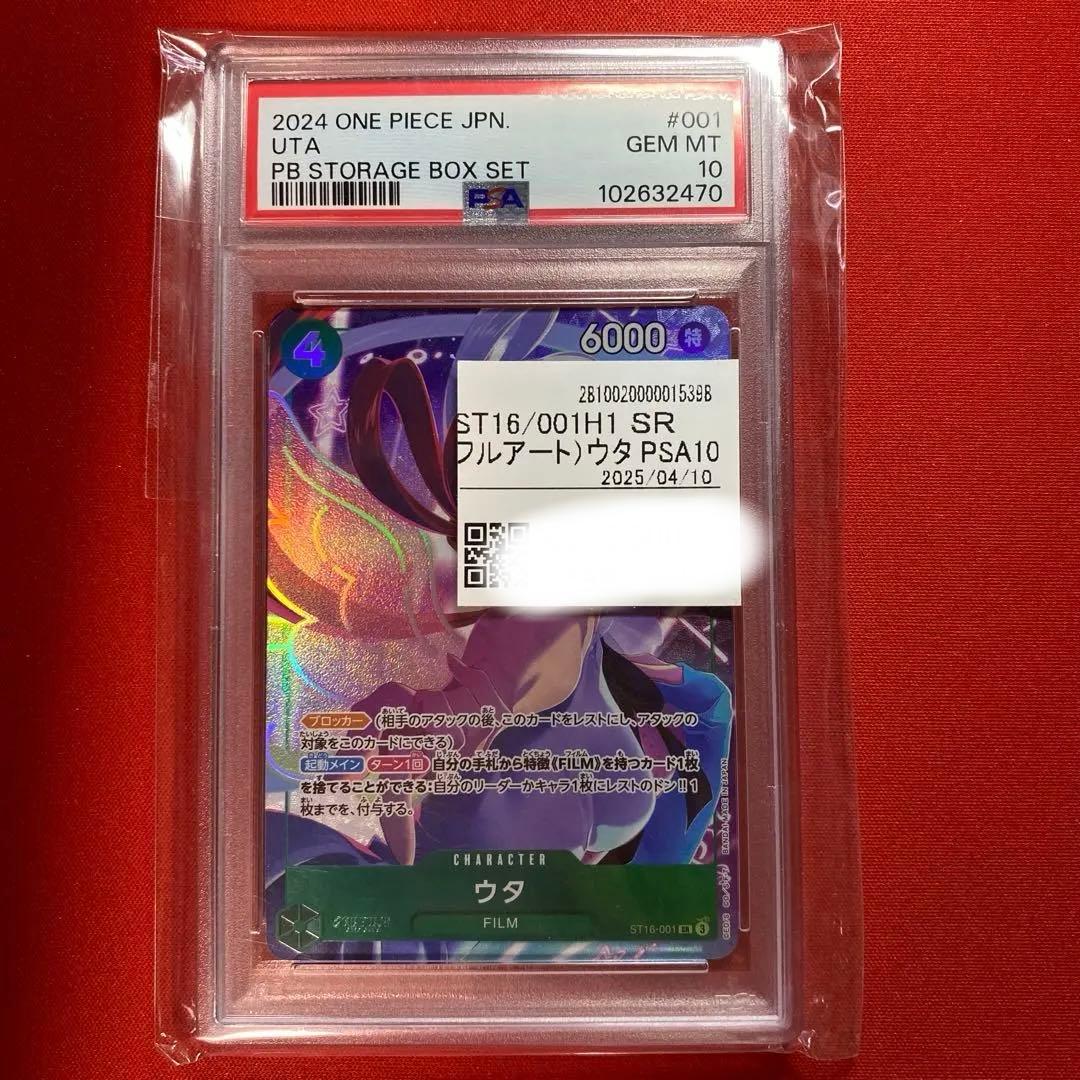 2024 ONE PIECE JPN.
#001
UTA
GEM MT
PB STORAGE BOX SET
10
PSA
102632470
4
6000 特
2B1002000001539B
ST16/001H1 SR
フルアート)ウタ PSA10
2025/04/10
ブロッカー (相手のアタックの後、このカードをレストにし、アタックの
対象をこのカードにできる)
起動メイン ターン1回 自分の手札から特徴《FILM》を持つカード1枚
を捨てることができる:自分のリーダーかキャラ1枚にレストのドン!!1
枚までを、付与する。
CHARACTER
ウタ
FILM
ST16-001 SR 3
BANDAI MADE IN JAPAN